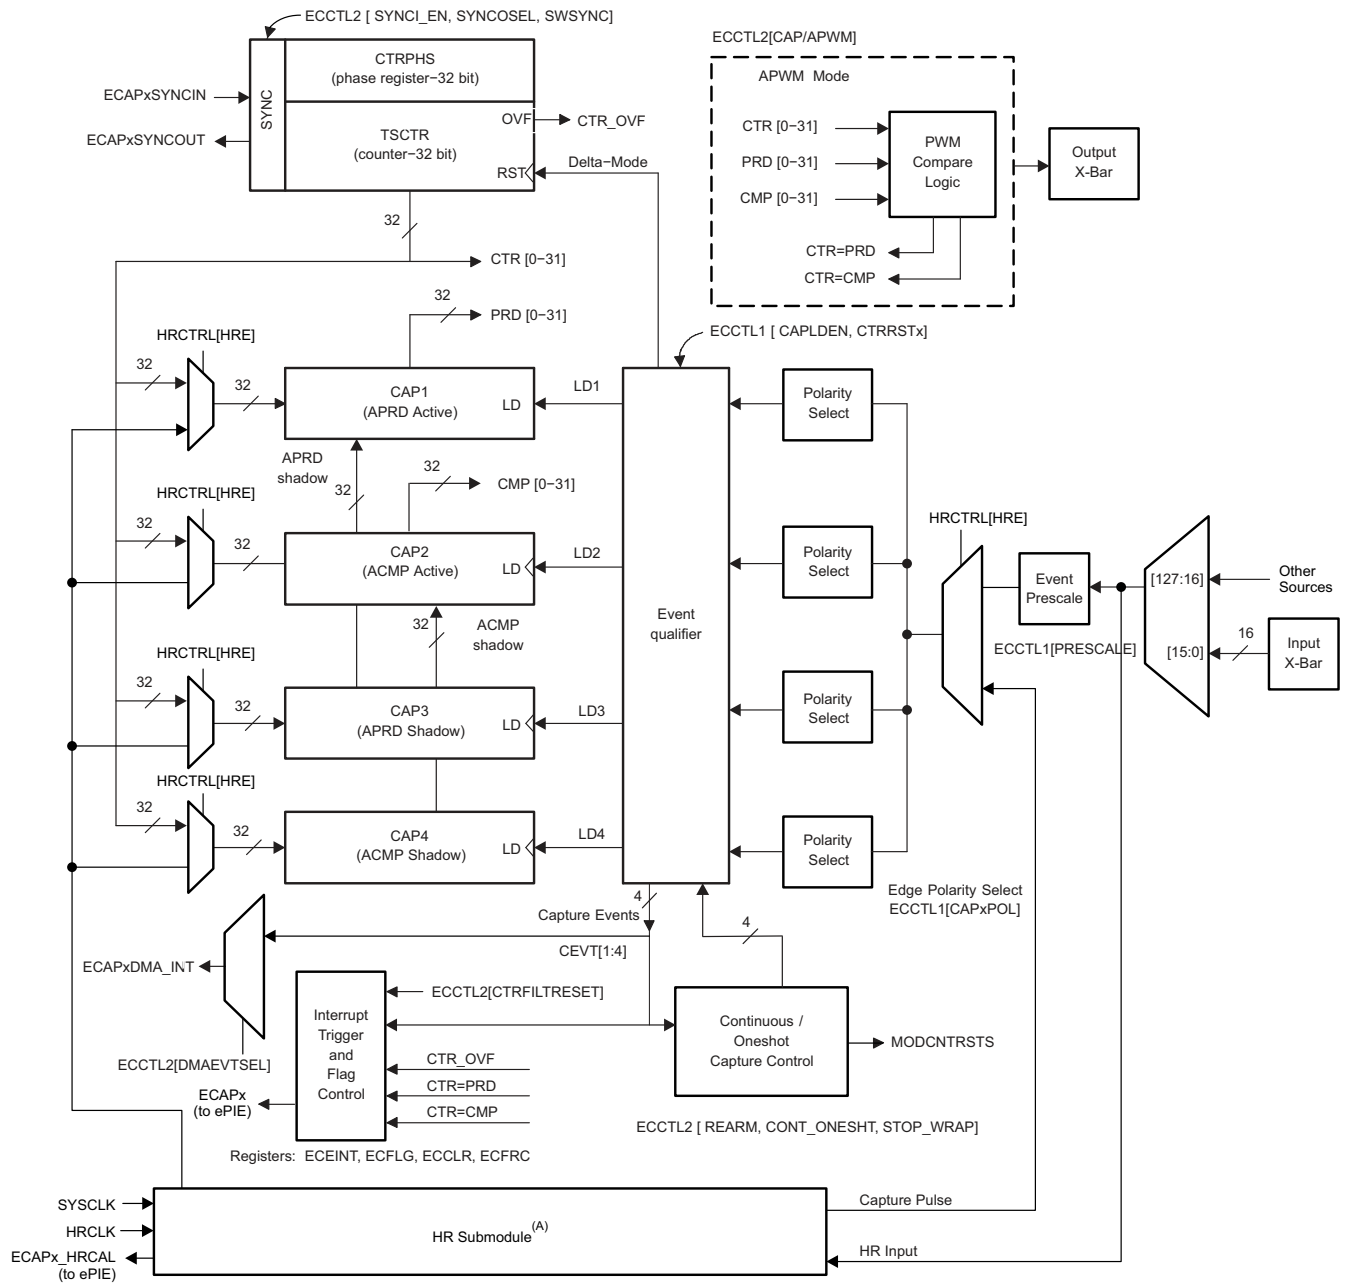 ECCTL2 [ SYNCI_EN, SYNCOSEL, SWSYNC]
SYNC
CTRPHS
(phase register−32 bit)
ECAPxSYNCIN
ECAPxSYNCOUT
TSCTR
(counter−32 bit)
OVF
CTR_OVF
RST
Delta−Mode
32
CTR [0−31]
32
PRD [0−31]
ECCTL2[CAP/APWM]
APWM Mode
CTR [0−31]
PRD [0−31]
CMP [0−31]
PWM
Compare
Logic
CTR=PRD
CTR=CMP
Output
X-Bar
ECCTL1 [ CAPLDEN, CTRRSTx]
HRCTRL[HRE]
32
32
CAP1
(APRD Active)
LD
LD1
Polarity
Select
APRD
shadow
32
32
CMP [0−31]
HRCTRL[HRE]
32
32
CAP2
(ACMP Active)
LD
LD2
Polarity
Select
32
ACMP
shadow
Event
qualifier
HRCTRL[HRE]
Event
Prescale
ECCTL1[PRESCALE]
[127:16]
[15:0]
Other
Sources
16
Input
X-Bar
HRCTRL[HRE]
32
32
CAP3
(APRD Shadow)
LD
LD3
Polarity
Select
HRCTRL[HRE]
32
32
CAP4
(ACMP Shadow)
LD
LD4
Polarity
Select
Edge Polarity Select
ECCTL1[CAPxPOL]
4
Capture Events
CEVT[1:4]
4
ECAPxDMA_INT
ECCTL2[DMAEVTSEL]
Interrupt
Trigger
and
Flag
Control
ECCTL2[CTRFILTRESET]
CTR_OVF
CTR=PRD
CTR=CMP
ECAPx
(to ePIE)
Continuous /
Oneshot
Capture Control
MODCNTRSTS
ECCTL2 [ REARM, CONT_ONESHT, STOP_WRAP]
Registers: ECEINT, ECFLG, ECCLR, ECFRC
SYSCLK
HRCLK
ECAPx_HRCAL
(to ePIE)
HR Submodule(A)
Capture Pulse
HR Input